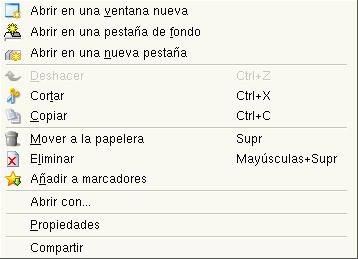 Abrir en una ventana nueva
Abrir en una pestaña de fondo
Abrir en una nueva pestaña
Deshacer Ctrl+Z
Cortar Ctrl+X
Copiar Ctrl+C
Mover a la papelera Supr
Eliminar Mayúsculas+Supr
Añadir a marcadores
Abrir con...
Propiedades
Compartir